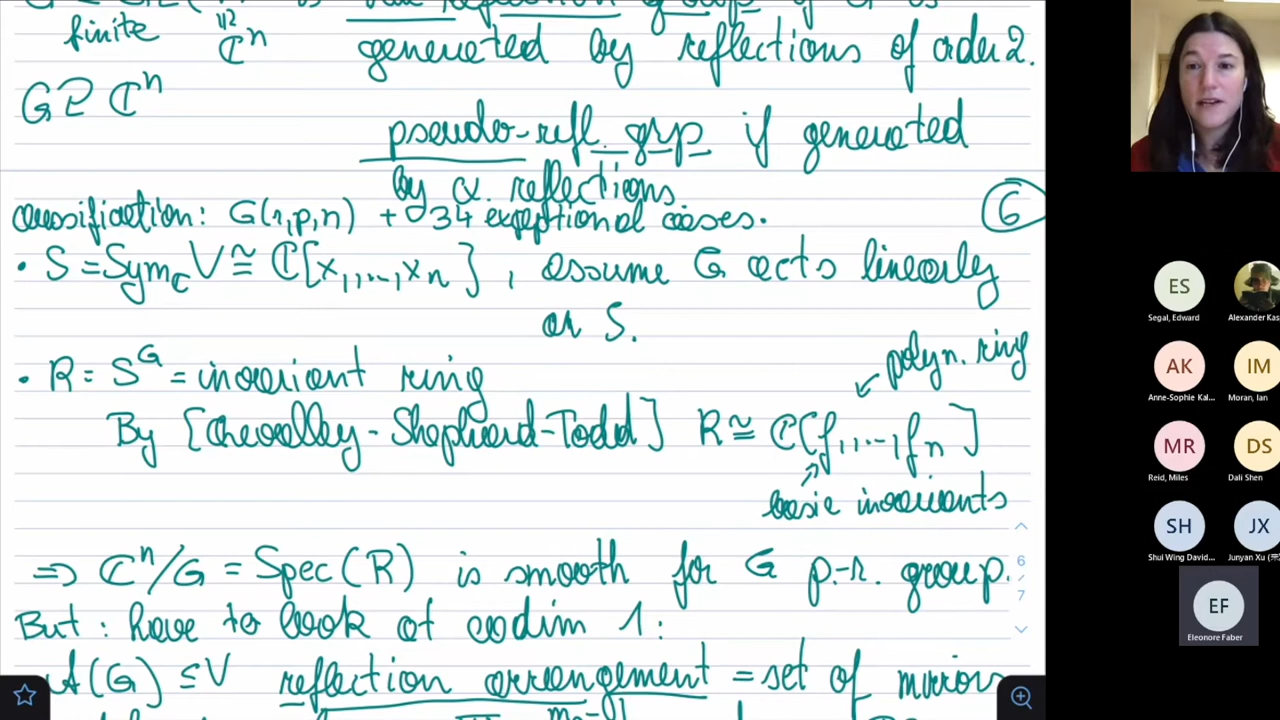 finite ℂⁿ generated by reflections of order 2.
G ↻ ℂⁿ
pseudo-refl. grp if generated
by cx. reflections
classification: G(r,p,n) + 34 exceptional cases.
6
• S = Sym_ℂ V ≅ ℂ[x₁,...,xₙ], assume G acts linearly
on S.
• R = S^G = invariant ring
polyn. ring
By [Chevalley-Shephard-Todd] R ≅ ℂ[f₁,...,fₙ]
basic invariants
⇒ ℂⁿ/G = Spec(R) is smooth for G p.-r. group.
But: have to look at codim 1:
A(G) ⊆ V reflection arrangement = set of mirrors
6
/
7
ES
Segal, Edward
Alexander Kas
AK
Anne-Sophie Kal...
IM
Moran, Ian
MR
Reid, Miles
DS
Dali Shen
SH
Shui Wing David...
JX
EF
Eleonore Faber